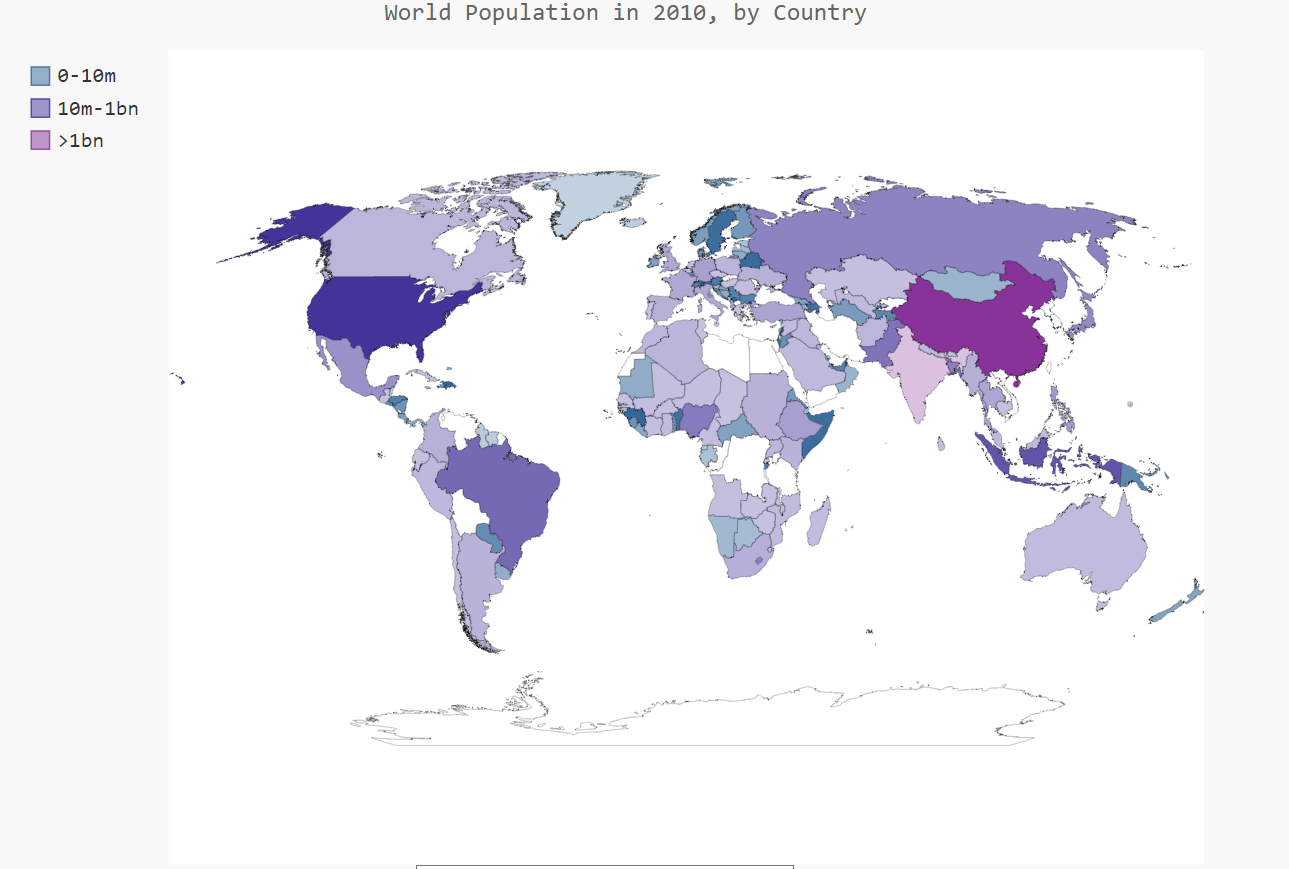 World Population in 2010, by Country
0-10m
10m-1bn
>1bn